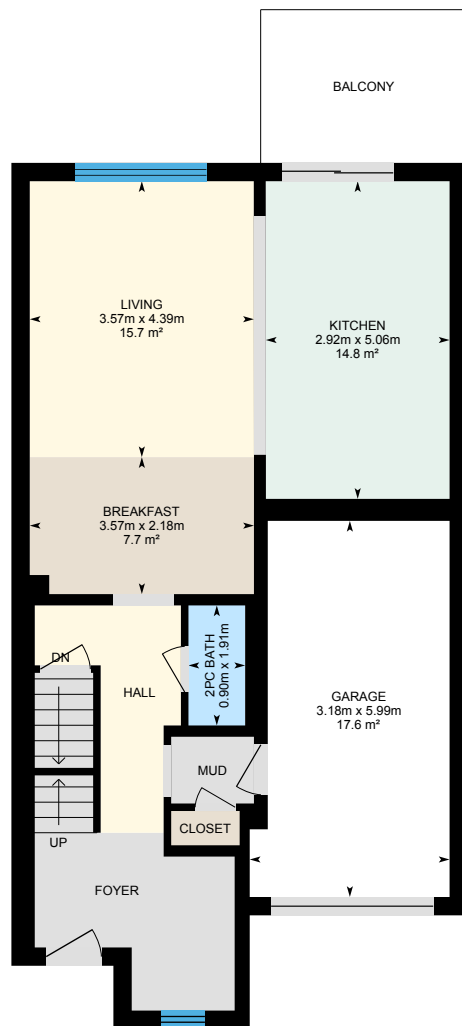 BALCONY
LIVING
3.57m x 4.39m
15.7 m²
KITCHEN
2.92m x 5.06m
14.8 m²
BREAKFAST
3.57m x 2.18m
7.7 m²
DN
HALL
2PC BATH
0.90m x 1.91m
GARAGE
3.18m x 5.99m
17.6 m²
MUD
CLOSET
UP
FOYER